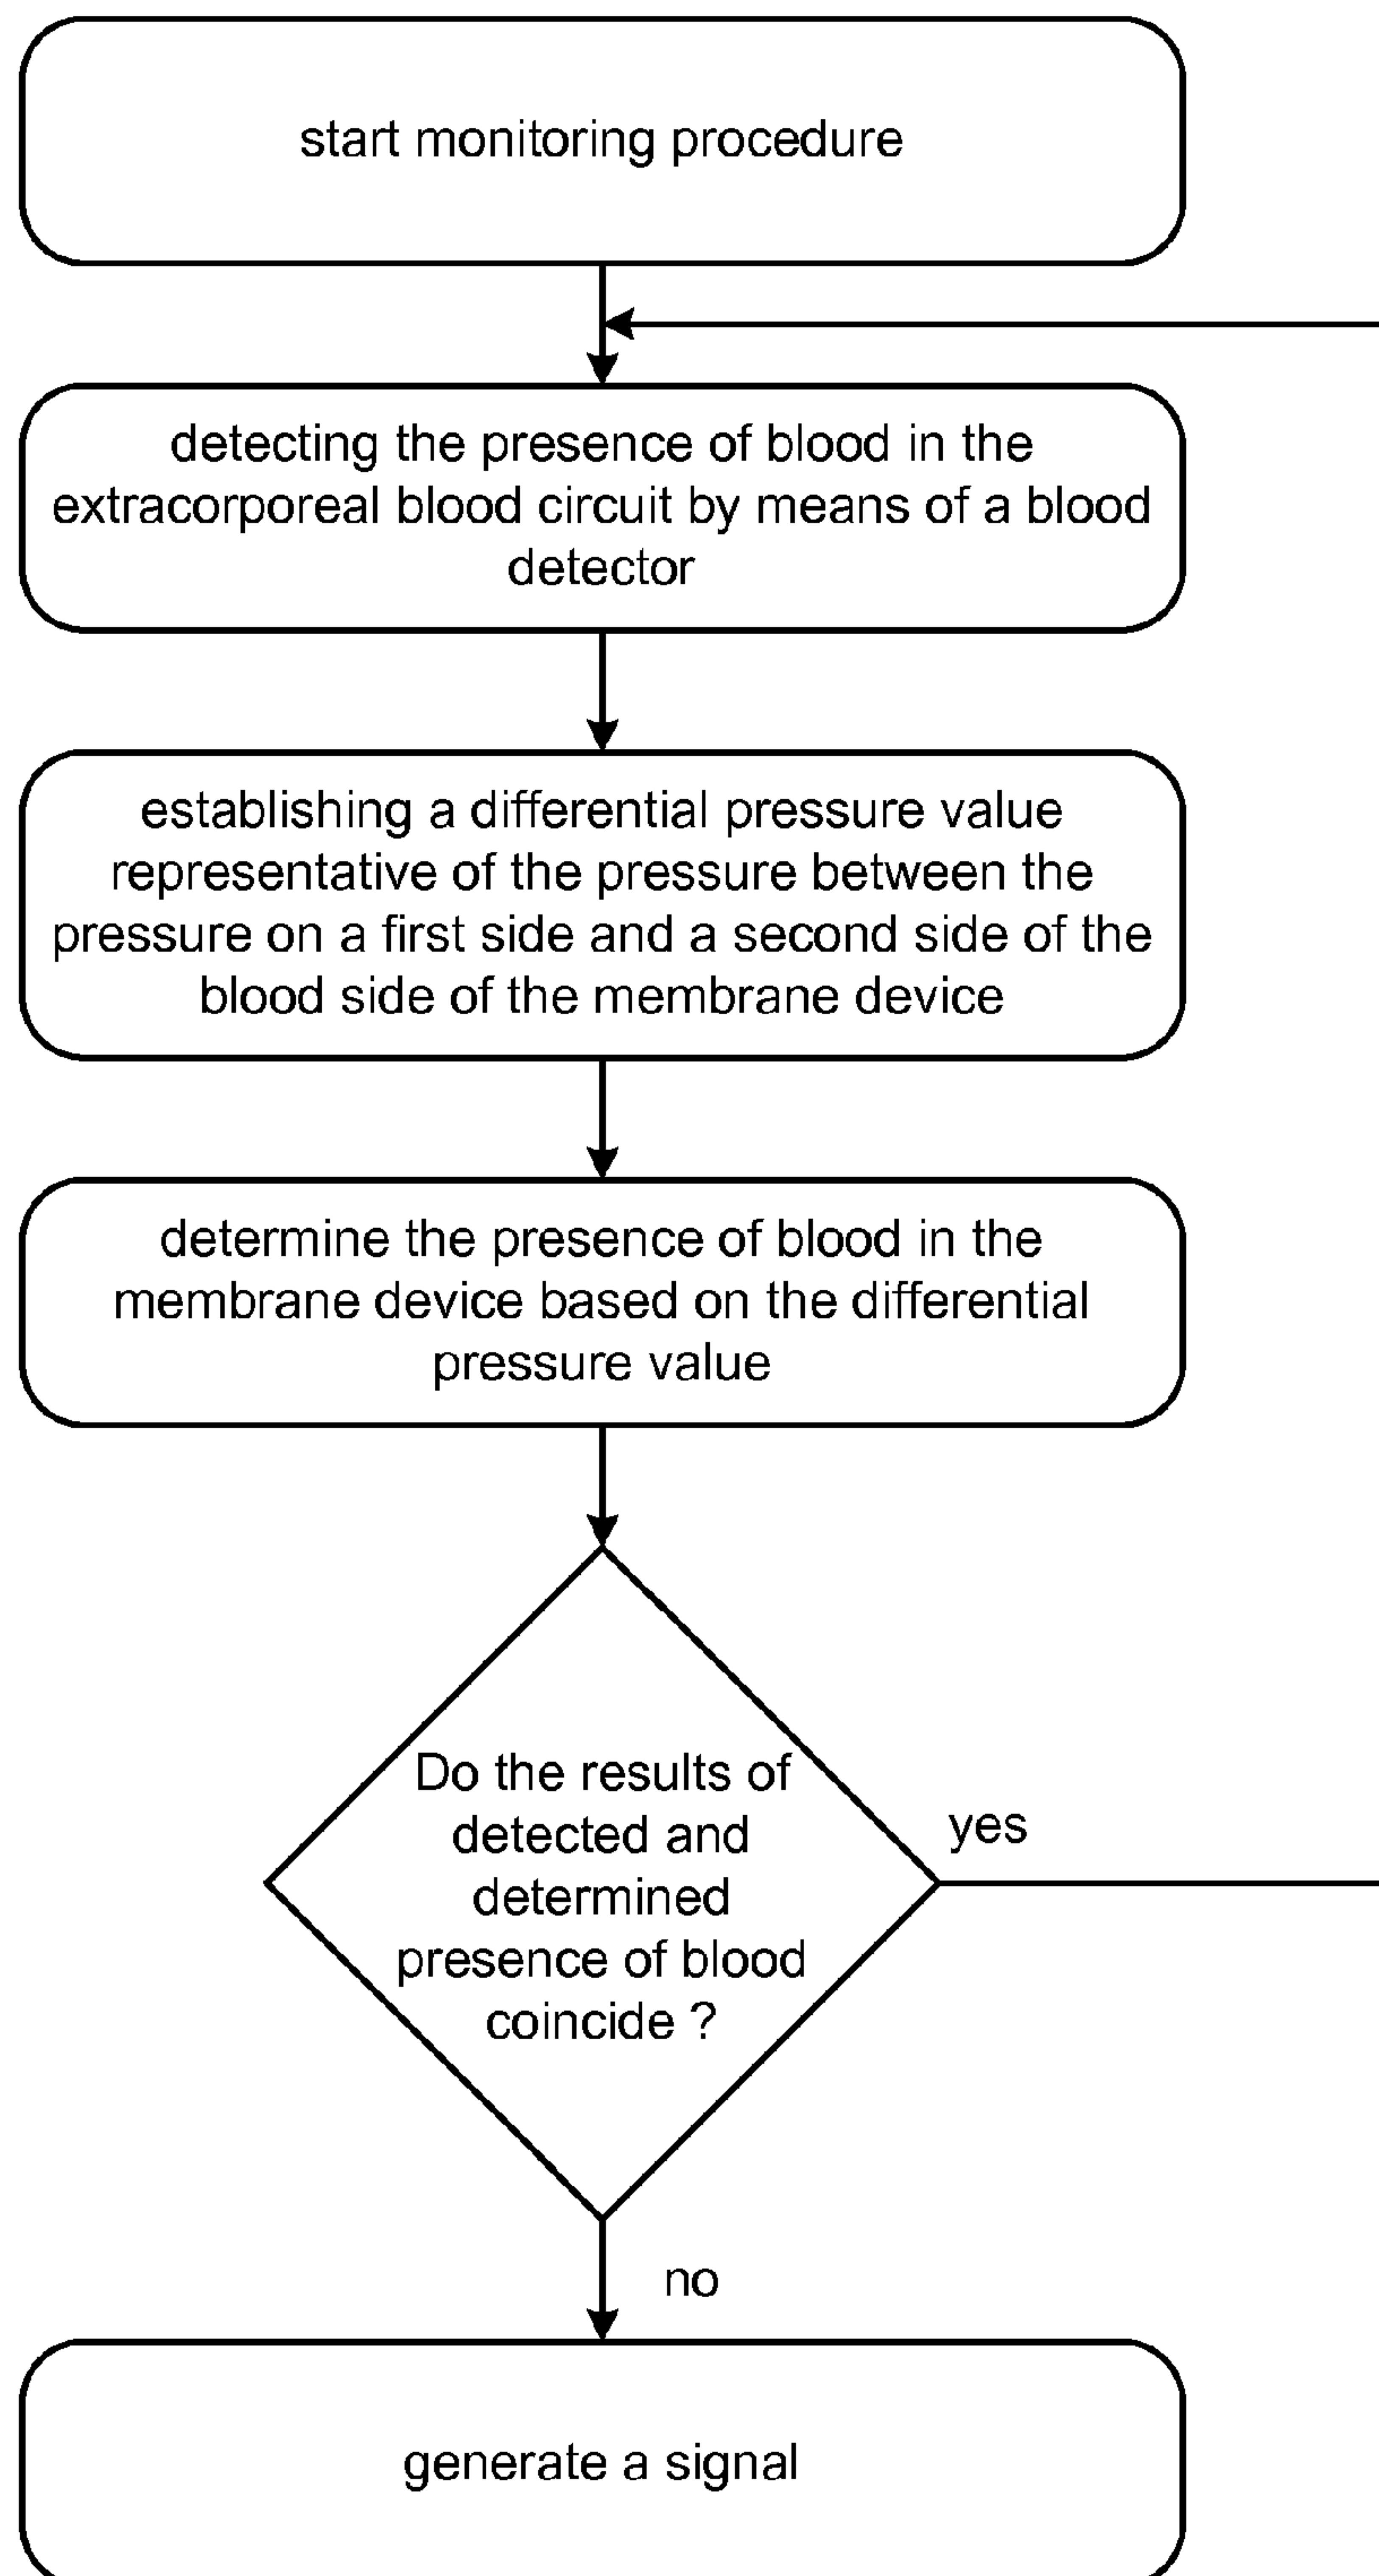 start monitoring procedure
detecting the presence of blood in the
extracorporeal blood circuit by means of a blood
detector
establishing a differential pressure value
representative of the pressure between the
pressure on a first side and a second side of the
blood side of the membrane device
determine the presence of blood in the
membrane device based on the differential
pressure value
Do the results of
detected and
determined
presence of blood
coincide ?
yes
no
generate a signal